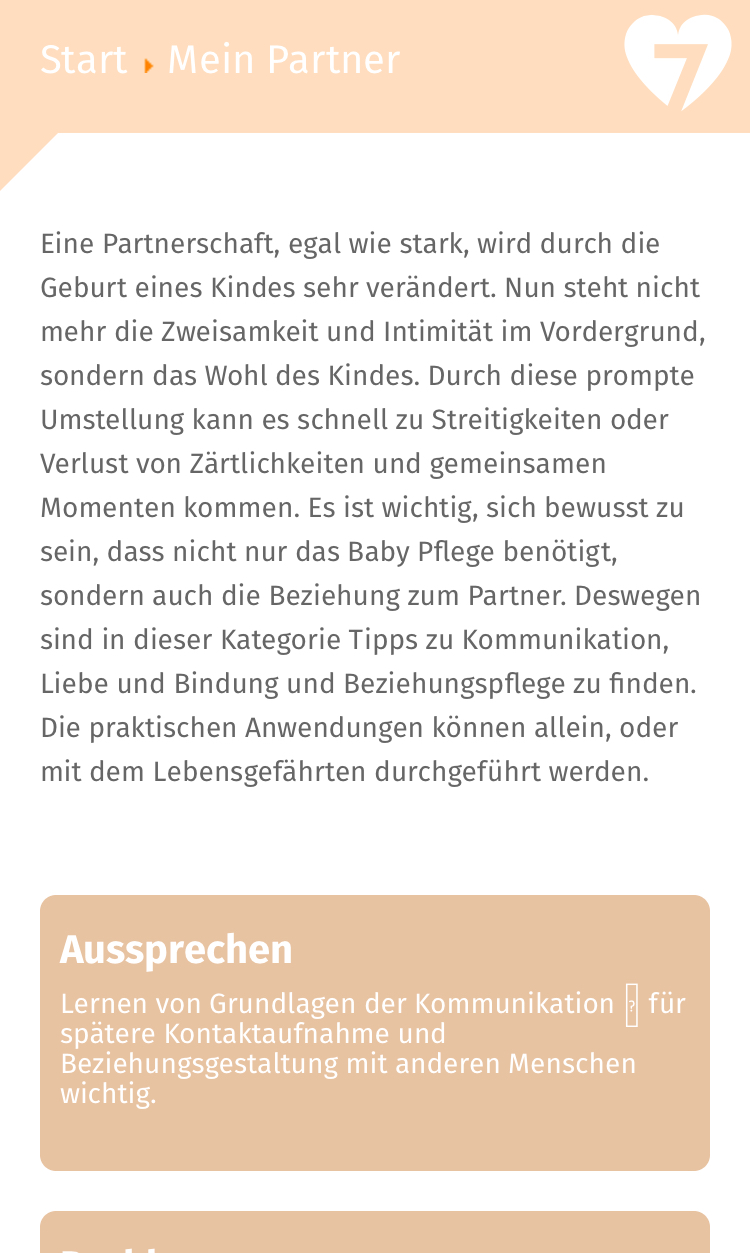 Start Mein Partner
7
Eine Partnerschaft, egal wie stark, wird durch die
Geburt eines Kindes sehr verändert. Nun steht nicht
mehr die Zweisamkeit und Intimität im Vordergrund,
sondern das Wohl des Kindes. Durch diese prompte
Umstellung kann es schnell zu Streitigkeiten oder
Verlust von Zärtlichkeiten und gemeinsamen
Momenten kommen. Es ist wichtig, sich bewusst zu
sein, dass nicht nur das Baby Pflege benötigt,
sondern auch die Beziehung zum Partner. Deswegen
sind in dieser Kategorie Tipps zu Kommunikation,
Liebe und Bindung und Beziehungspflege zu finden.
Die praktischen Anwendungen können allein, oder
mit dem Lebensgefährten durchgeführt werden.
Aussprechen
Lernen von Grundlagen der Kommunikation ? für
spätere Kontaktaufnahme und
Beziehungsgestaltung mit anderen Menschen
wichtig.